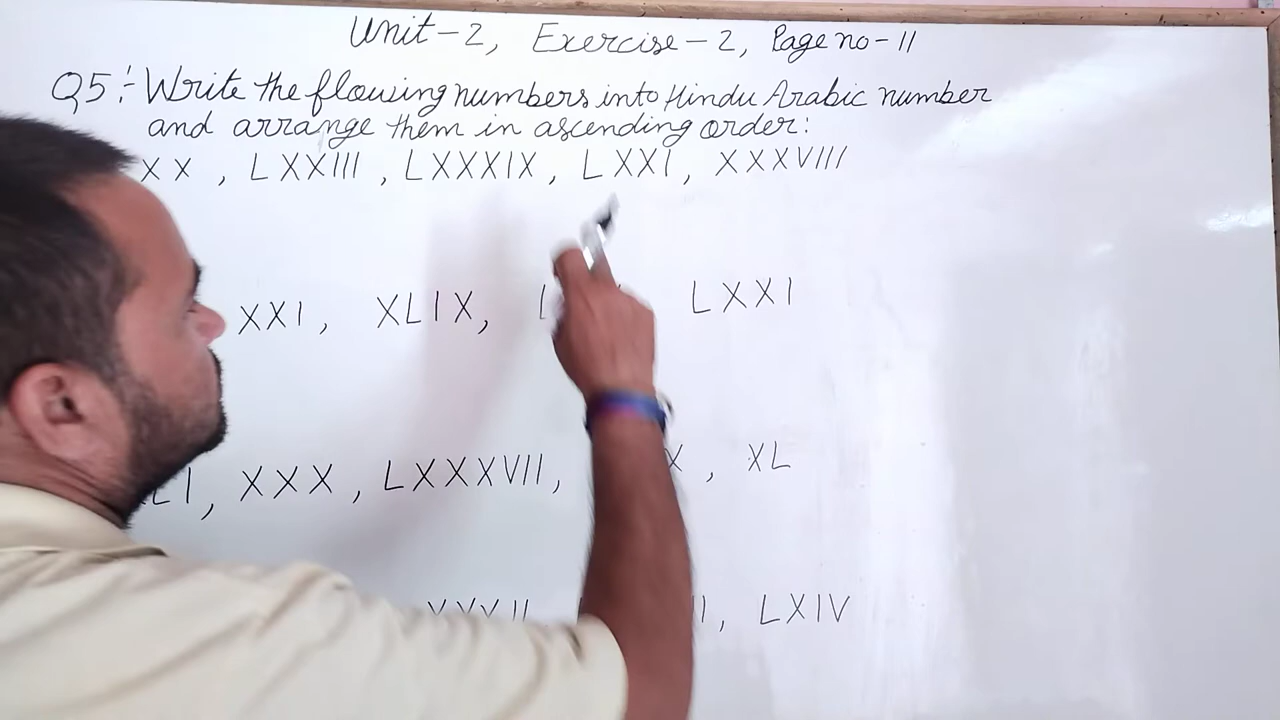 Unit-2, Exercise-2, Page no-11
Q5:- Write the flousing numbers into Hindu Arabic number
and arrange them in ascending order:
XX , LXXIII , LXXXIX , LXXI , XXXVIII
XXI , XLIX , LXXI
XXX , LXXXVII , XL
LXIV